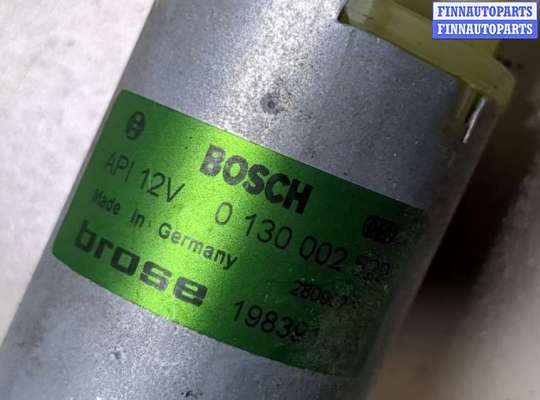 FINNAUTOPARTS
FINNAUTOPARTS
BOSCH
API 12V 0 130 002
Made in Germany
brose